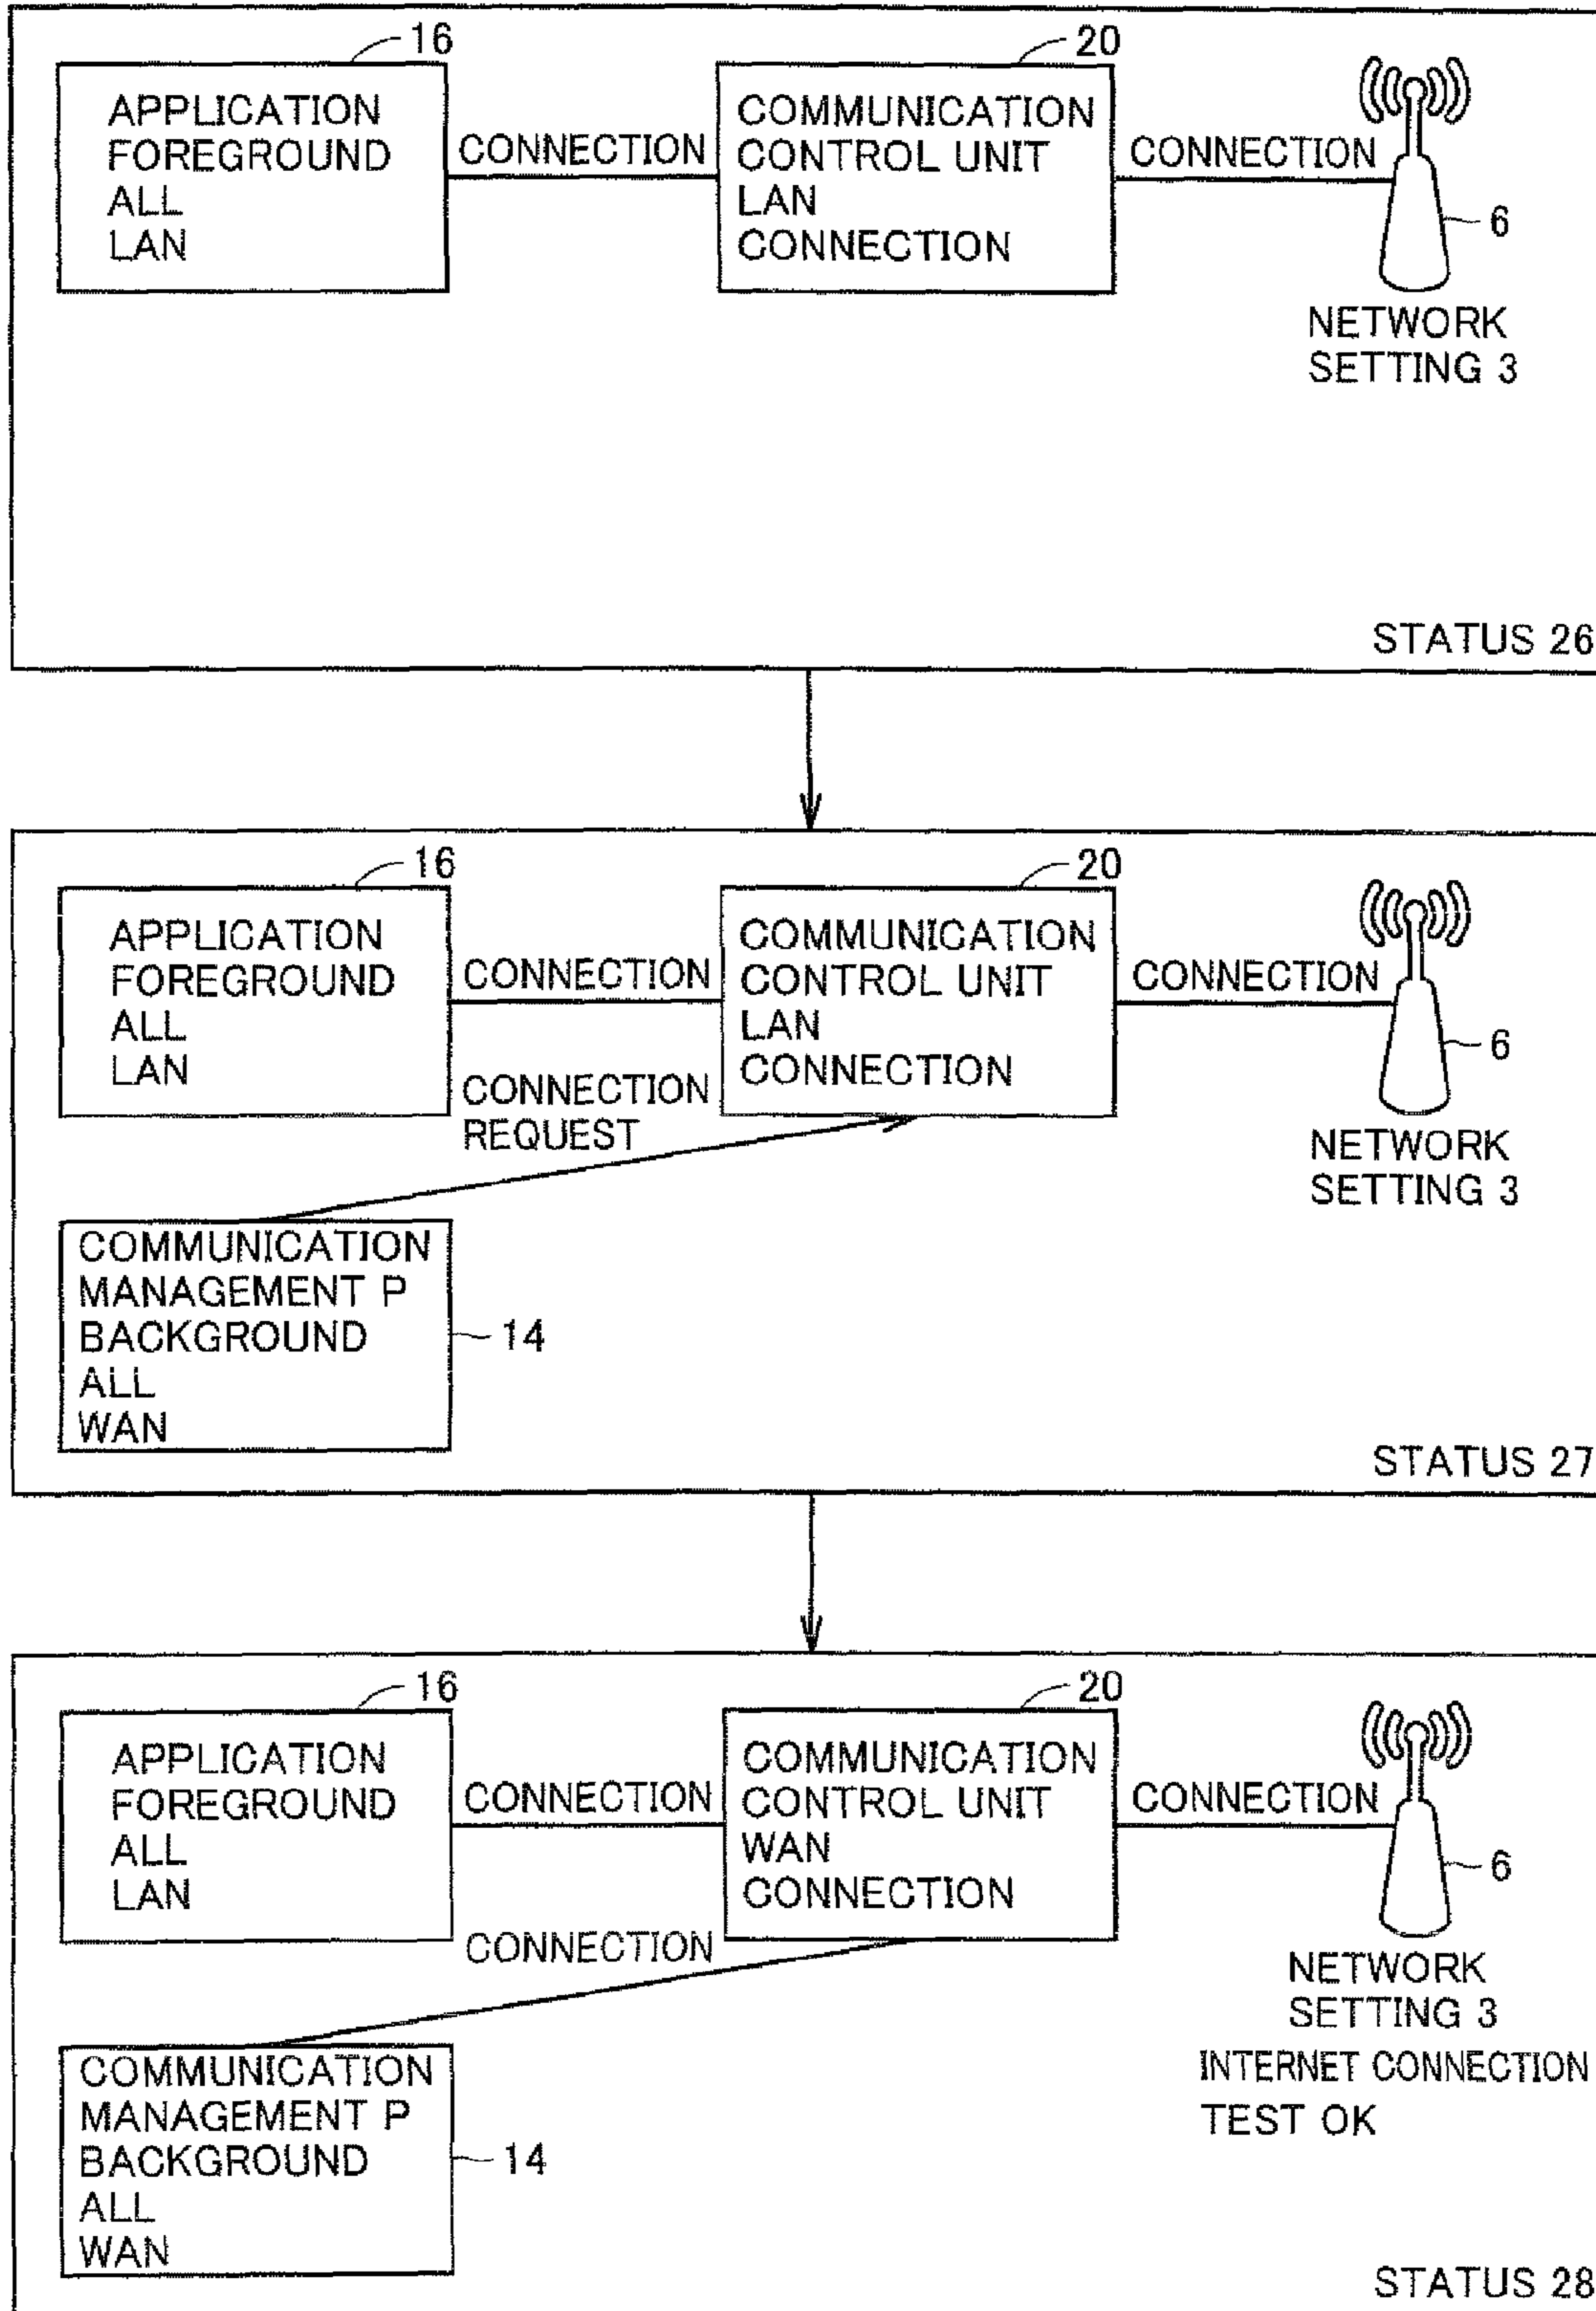 16
20
APPLICATION
FOREGROUND
ALL
LAN
CONNECTION
COMMUNICATION
CONTROL UNIT
LAN
CONNECTION
CONNECTION
6
NETWORK
SETTING 3
STATUS 26
16
20
APPLICATION
FOREGROUND
ALL
LAN
CONNECTION
COMMUNICATION
CONTROL UNIT
LAN
CONNECTION
CONNECTION
6
NETWORK
SETTING 3
CONNECTION
REQUEST
COMMUNICATION
MANAGEMENT P
BACKGROUND
ALL
WAN
14
STATUS 27
16
20
APPLICATION
FOREGROUND
ALL
LAN
CONNECTION
COMMUNICATION
CONTROL UNIT
WAN
CONNECTION
CONNECTION
6
NETWORK
SETTING 3
INTERNET CONNECTION
TEST OK
CONNECTION
COMMUNICATION
MANAGEMENT P
BACKGROUND
ALL
WAN
14
STATUS 28